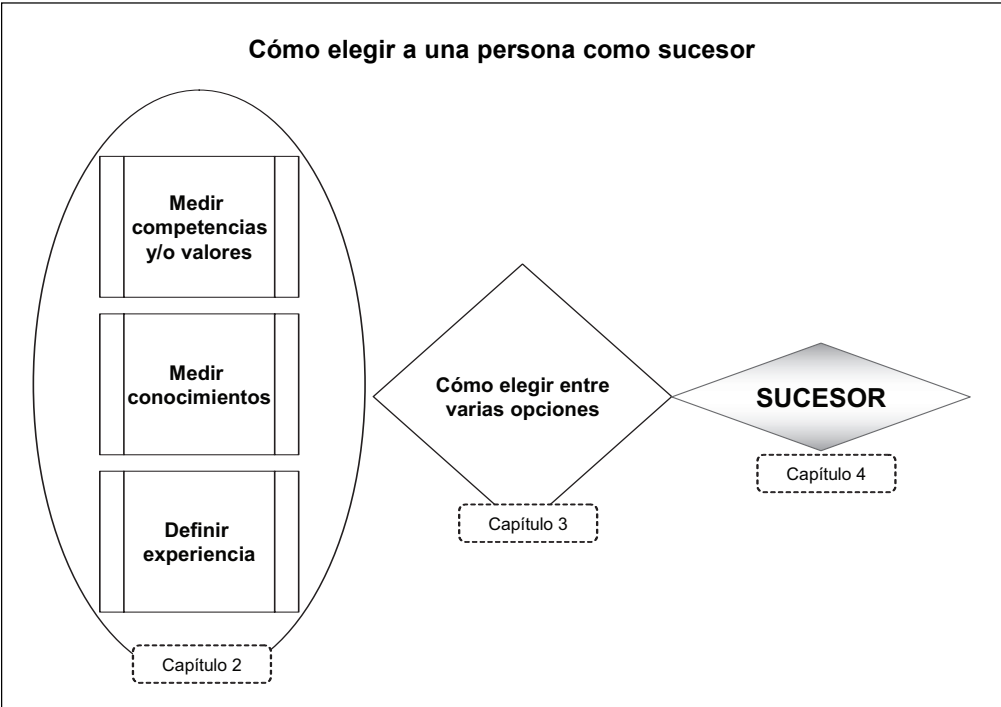 Cómo elegir a una persona como sucesor
Medir
competencias
y/o valores
Medir
conocimientos
Definir
experiencia
Capítulo 2
Cómo elegir entre
varias opciones
Capítulo 3
SUCESOR
Capítulo 4